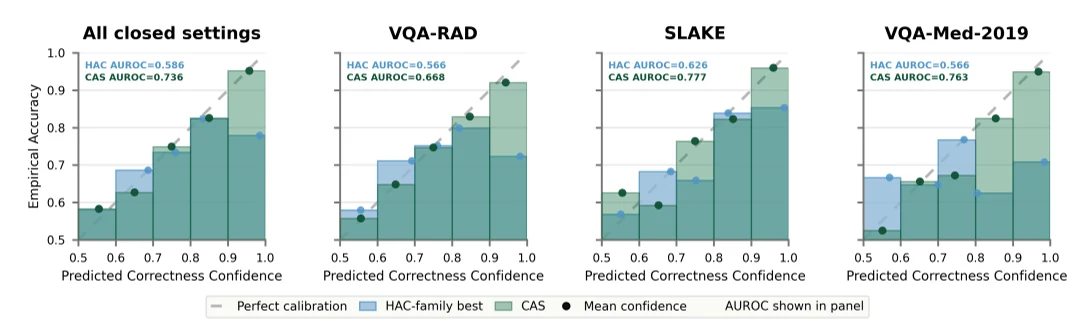 All closed settings
VQA-RAD
SLAKE
VQA-Med-2019
HAC AUROC=0.586
CAS AUROC=0.736
HAC AUROC=0.566
CAS AUROC=0.668
HAC AUROC=0.626
CAS AUROC=0.777
HAC AUROC=0.566
CAS AUROC=0.763
Empirical Accuracy
1.0
0.9
0.8
0.7
0.6
0.5
0.5 0.6 0.7 0.8 0.9 1.0
0.5 0.6 0.7 0.8 0.9 1.0
0.5 0.6 0.7 0.8 0.9 1.0
0.5 0.6 0.7 0.8 0.9 1.0
Predicted Correctness Confidence
Predicted Correctness Confidence
Predicted Correctness Confidence
Predicted Correctness Confidence
Perfect calibration HAC-family best CAS Mean confidence AUROC shown in panel